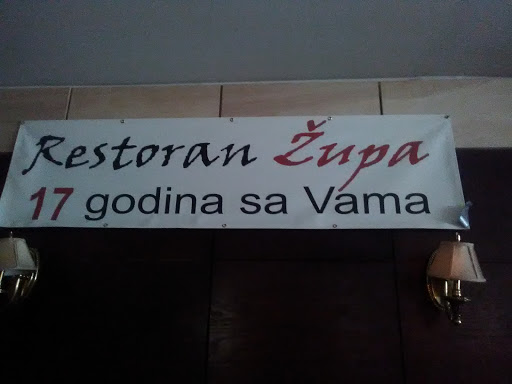 Restoran Župa
17 godina sa Vama